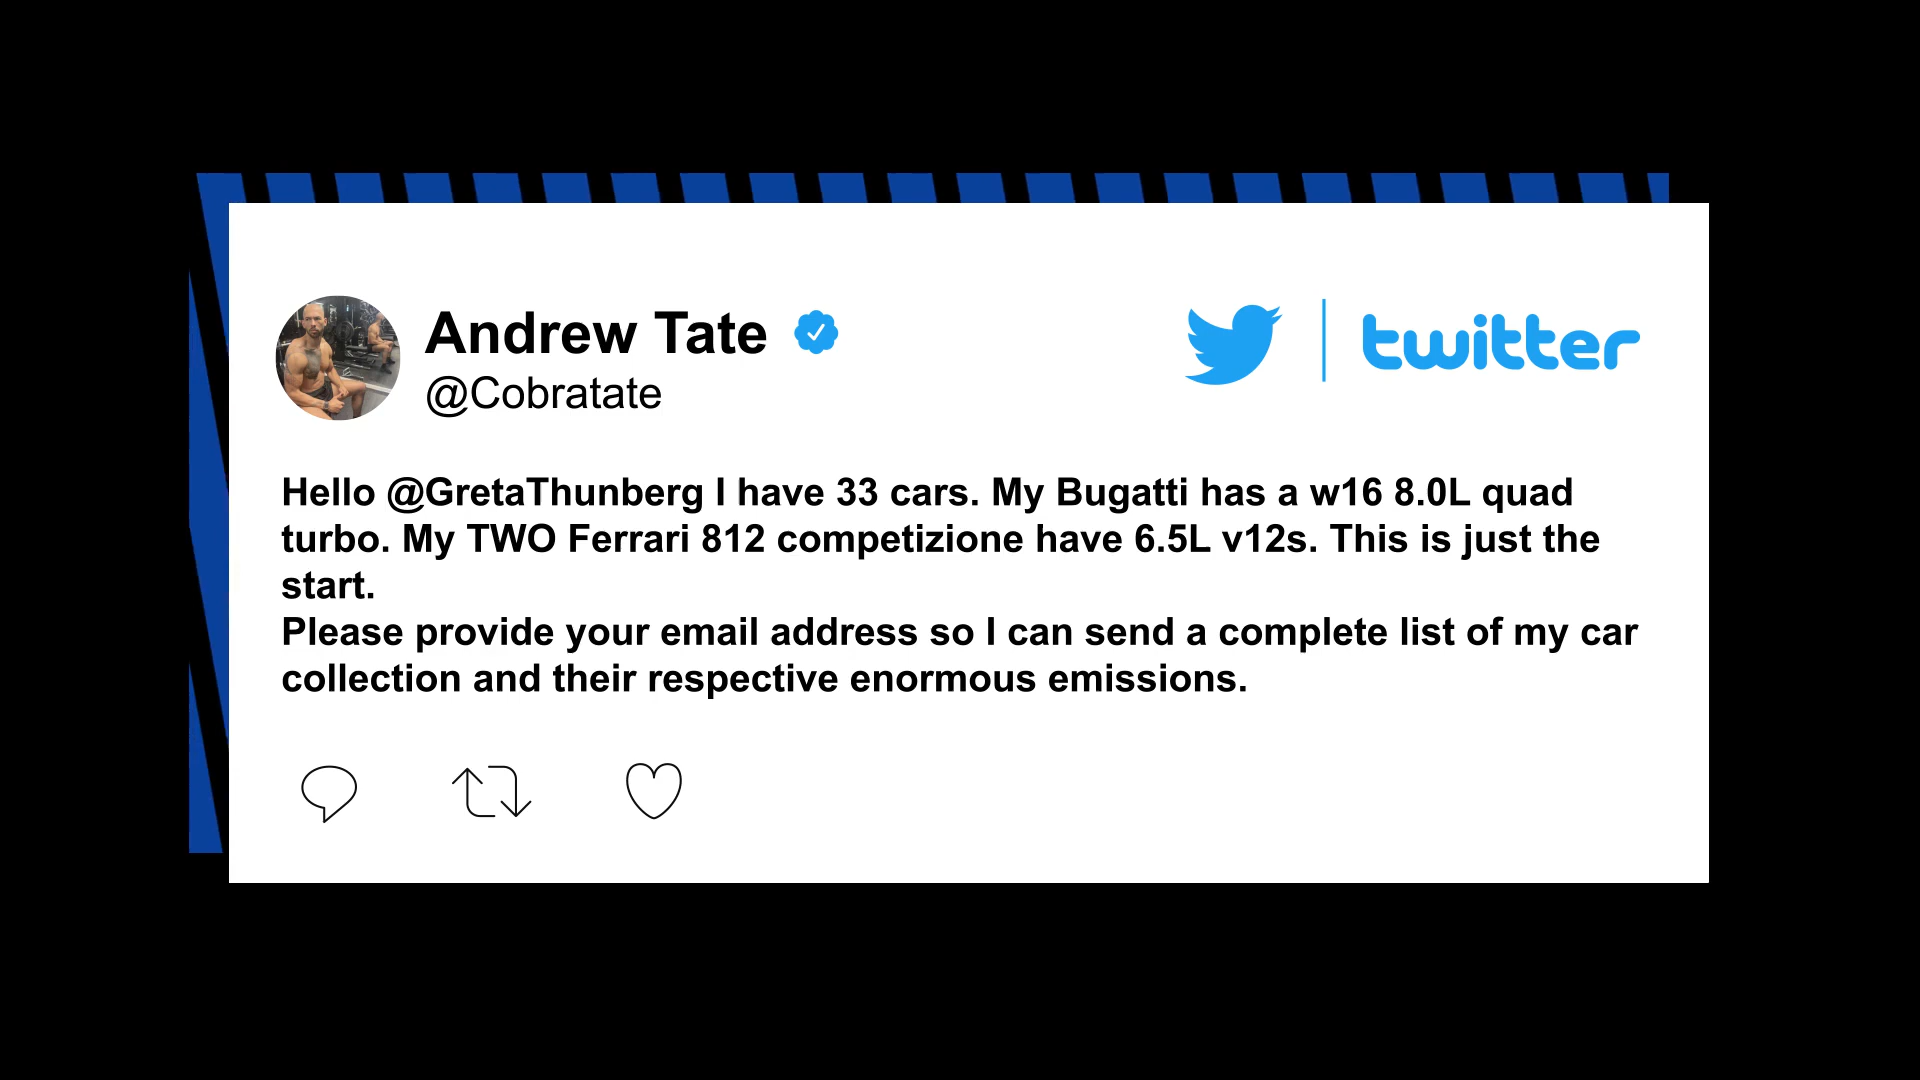 Andrew Tate
@Cobratate
twitter
Hello @GretaThunberg I have 33 cars. My Bugatti has a w16 8.0L quad
turbo. My TWO Ferrari 812 competizione have 6.5L v12s. This is just the
start.
Please provide your email address so I can send a complete list of my car
collection and their respective enormous emissions.